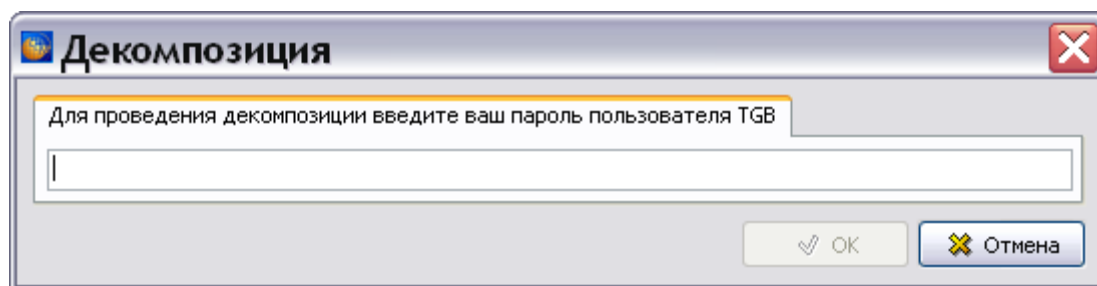 Декомпозиция
Для проведения декомпозиции введите ваш пароль пользователя TGB
OK
Отмена